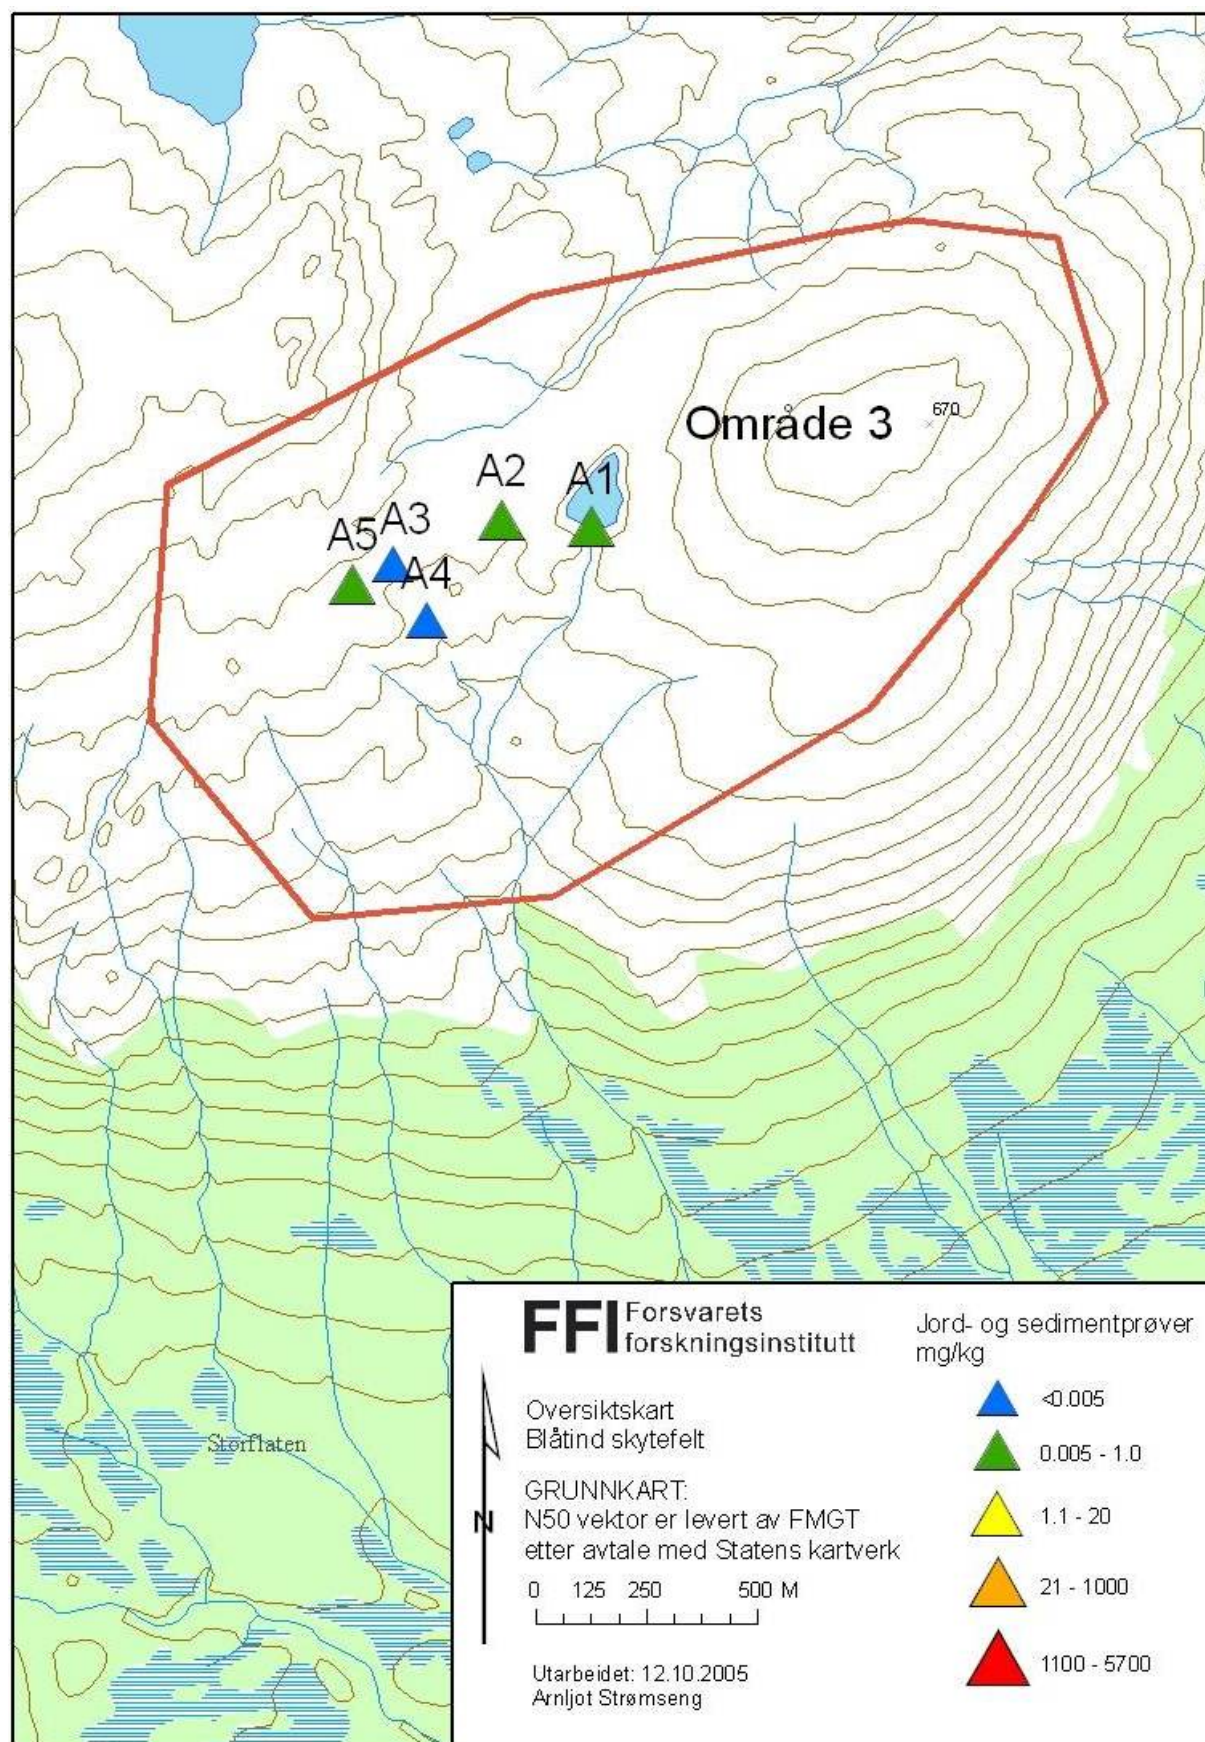 670
Område 3
A2
A1
A3
A5
A4
Storflaten
FFI Forsvarets
forskningsinstitutt
Oversiktskart
Blåtind skytefelt
GRUNNKART:
N50 vektor er levert av FMGT
etter avtale med Statens kartverk
N
0 125 250 500 M
Utarbeidet: 12.10.2005
Arnljot Strømseng
Jord- og sedimentprøver
mg/kg
<0.005
0.005 - 1.0
1.1 - 20
21 - 1000
1100 - 5700